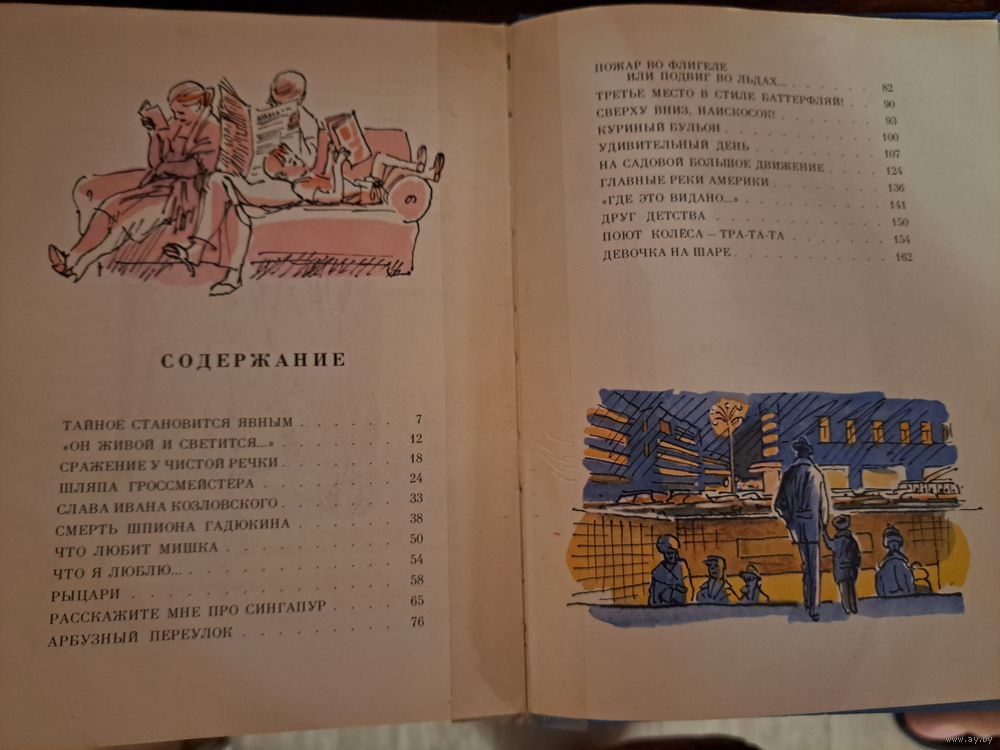 СОДЕРЖАНИЕ
ТАЙНОЕ СТАНОВИТСЯ ЯВНЫМ . . . . . . 7
«ОН ЖИВОЙ И СВЕТИТСЯ...» . . . . . . 12
СРАЖЕНИЕ У ЧИСТОЙ РЕЧКИ . . . . . . 18
ШЛЯПА ГРОССМЕЙСТЕРА . . . . . . . 24
СЛАВА ИВАНА КОЗЛОВСКОГО . . . . . . 33
СМЕРТЬ ШПИОНА ГАДЮКИНА . . . . . . 38
ЧТО ЛЮБИТ МИШКА . . . . . . . . 50
ЧТО Я ЛЮБЛЮ... . . . . . . . . . . 54
РЫЦАРИ . . . . . . . . . . . . 58
РАССКАЖИТЕ МНЕ ПРО СИНГАПУР . . . . 65
АРБУЗНЫЙ ПЕРЕУЛОК . . . . . . . . 76
ПОЖАР ВО ФЛИГЕЛЕ
ИЛИ ПОДВИГ ВО ЛЬДАХ... . . . . . 82
ТРЕТЬЕ МЕСТО В СТИЛЕ БАТТЕРФЛЯЙ! . . 90
СВЕРХУ ВНИЗ, НАИСКОСОК! . . . . . . 93
КУРИНЫЙ БУЛЬОН . . . . . . . . 100
УДИВИТЕЛЬНЫЙ ДЕНЬ . . . . . . . 107
НА САДОВОЙ БОЛЬШОЕ ДВИЖЕНИЕ . . . . 124
ГЛАВНЫЕ РЕКИ АМЕРИКИ . . . . . . 136
«ГДЕ ЭТО ВИДАНО...» . . . . . . . . 141
ДРУГ ДЕТСТВА . . . . . . . . . 150
ПОЮТ КОЛЁСА — ТРА-ТА-ТА . . . . . . 154
ДЕВОЧКА НА ШАРЕ . . . . . . . . 162
www.ay.by